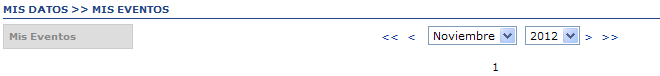 MIS DATOS >> MIS EVENTOS
Mis Eventos << < Noviembre 2012 > >>
1